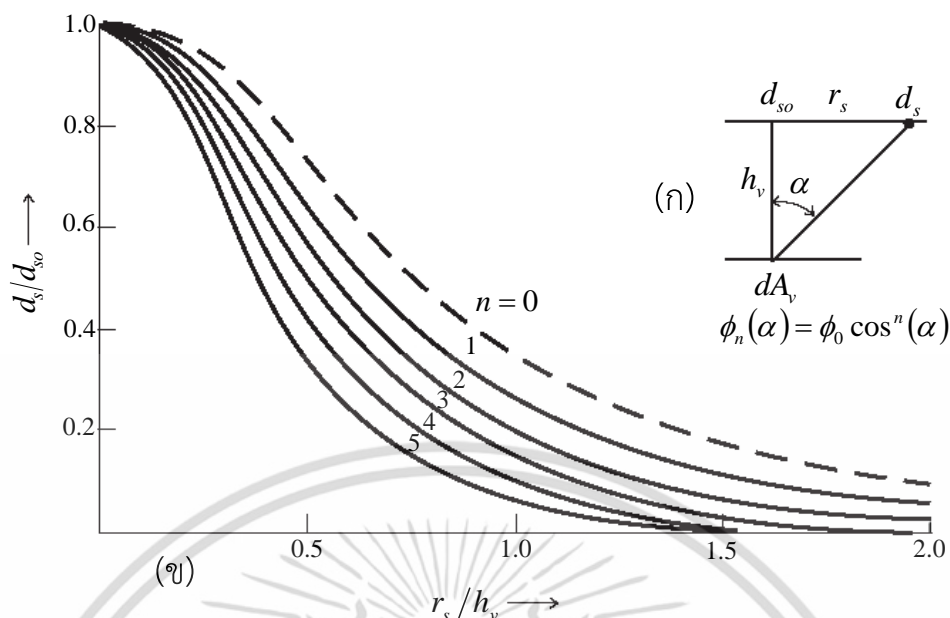 1.0
0.8
0.6
0.4
0.2
d_s/d_so →
n = 0
1
2
3
4
5
0.5
1.0
1.5
2.0
(ข)
r_s / h_v →
d_so r_s d_s
(ก)
h_v α
dA_v
φ_n(α) = φ_0 cos^n(α)